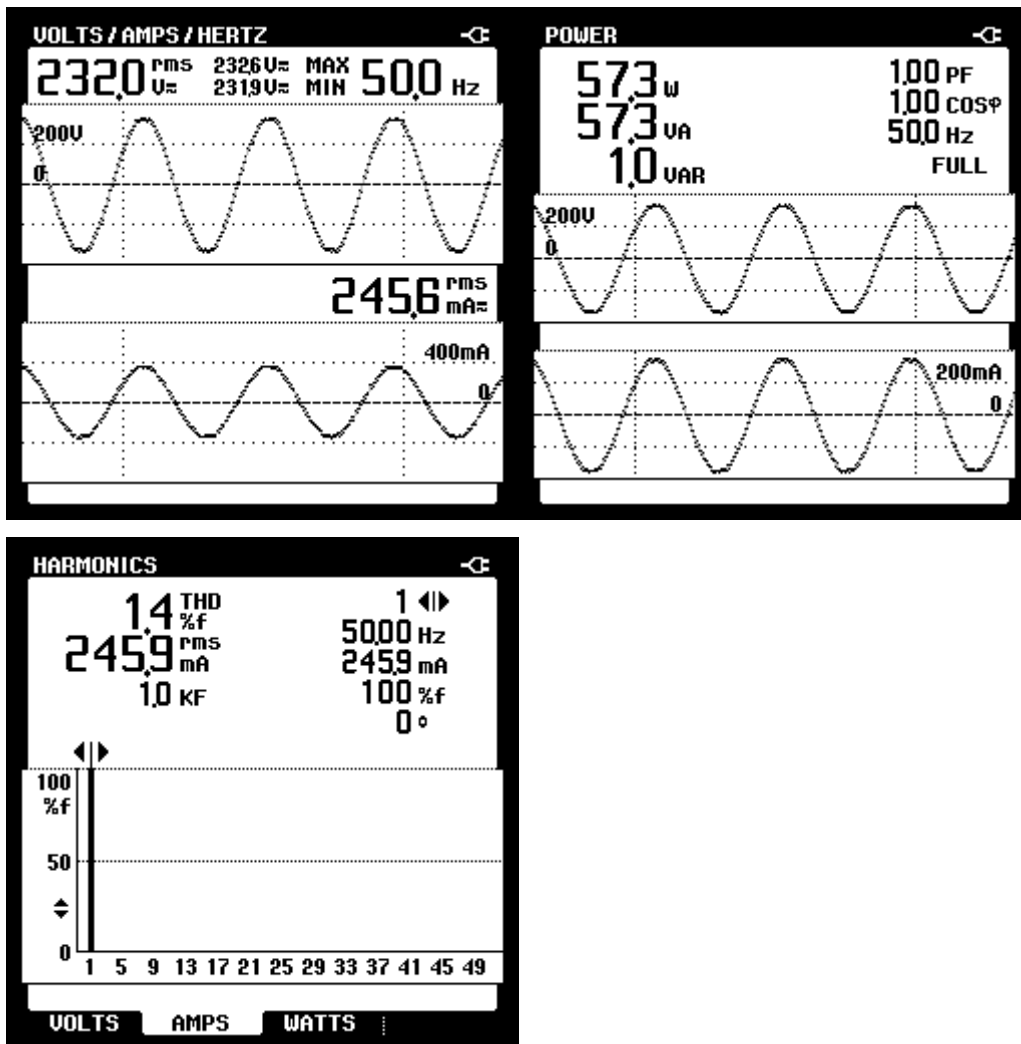 VOLTS/AMPS/HERTZ
232.0 rms V≂ 232.6 V≂ MAX 50.0 Hz
231.9 V≂ MIN
200V
0
245.6 rms mA≂
400mA
0
POWER
57.3 W 1.00 PF
57.3 VA 1.00 COSφ
1.0 VAR 50.0 Hz
FULL
200V
0
200mA
0
HARMONICS
1.4 THD %f 1
245.9 rms mA 50.00 Hz
1.0 KF 245.9 mA
100 %f
0 °
100
%f
50
0
1 5 9 13 17 21 25 29 33 37 41 45 49
VOLTS AMPS WATTS